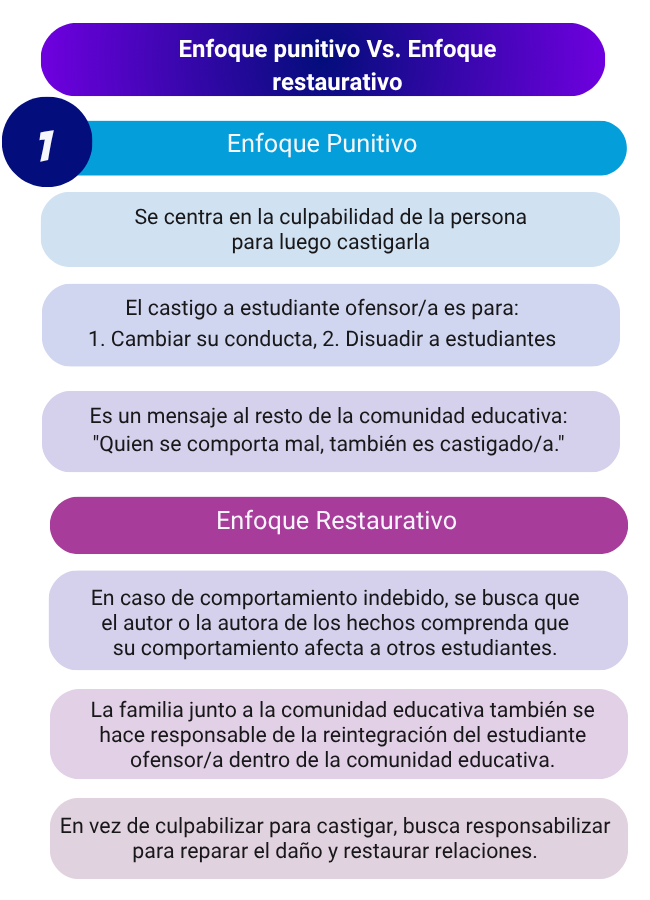 Enfoque punitivo Vs. Enfoque
restaurativo
1
Enfoque Punitivo
Se centra en la culpabilidad de la persona
para luego castigarla
El castigo a estudiante ofensor/a es para:
1. Cambiar su conducta, 2. Disuadir a estudiantes
Es un mensaje al resto de la comunidad educativa:
"Quien se comporta mal, también es castigado/a."
Enfoque Restaurativo
En caso de comportamiento indebido, se busca que
el autor o la autora de los hechos comprenda que
su comportamiento afecta a otros estudiantes.
La familia junto a la comunidad educativa también se
hace responsable de la reintegración del estudiante
ofensor/a dentro de la comunidad educativa.
En vez de culpabilizar para castigar, busca responsabilizar
para reparar el daño y restaurar relaciones.